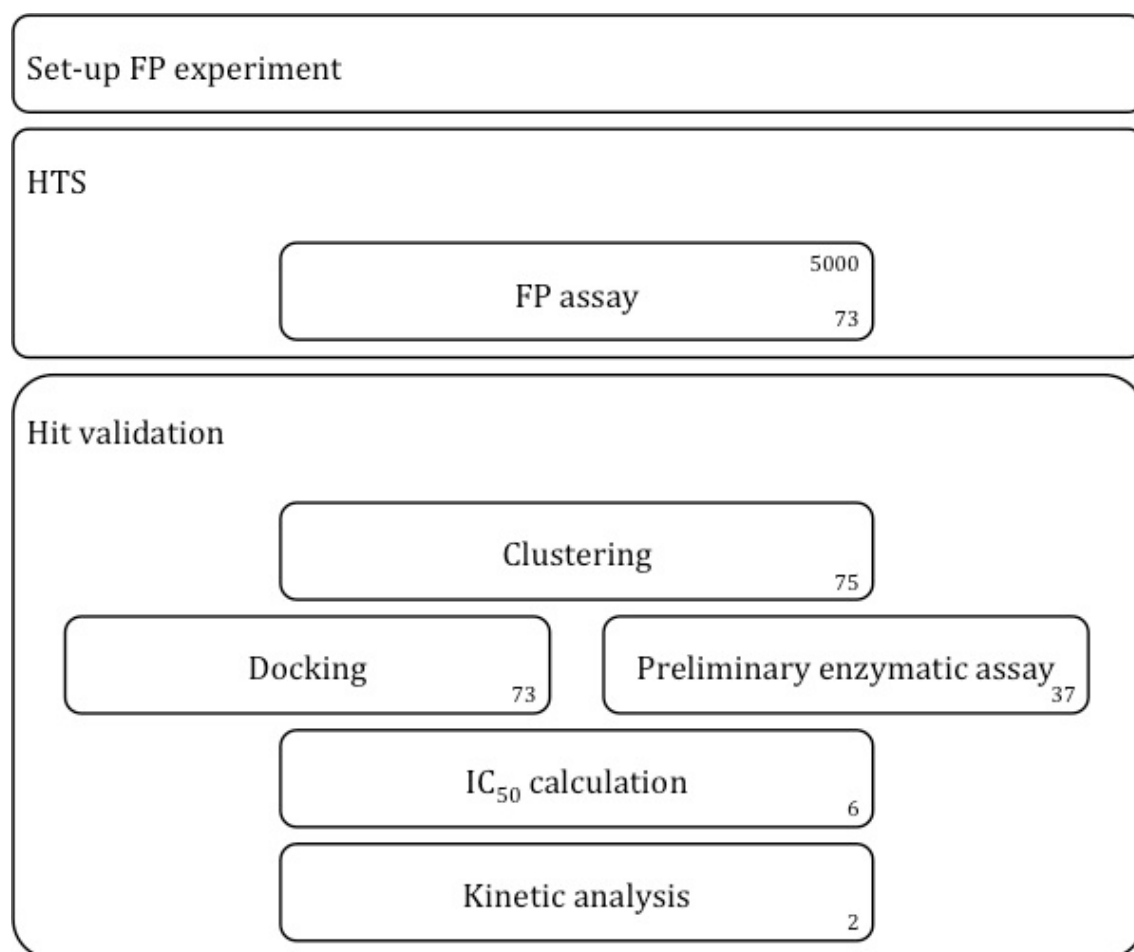 Set-up FP experiment
HTS
5000
FP assay
73
Hit validation
Clustering
75
Docking
73
Preliminary enzymatic assay
37
IC₅₀ calculation
6
Kinetic analysis
2